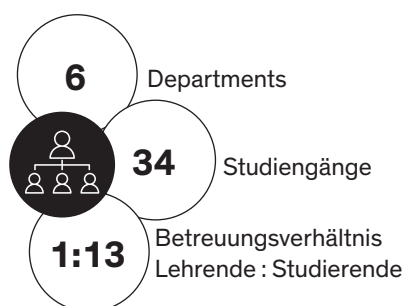 6
Departments
34
Studiengänge
1:13
Betreuungsverhältnis
Lehrende : Studierende